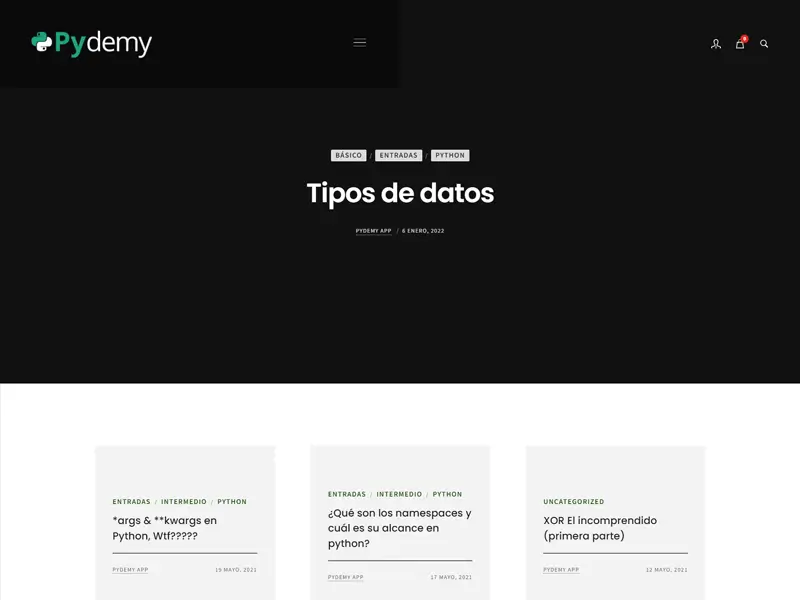 Pydemy
0
BÁSICO / ENTRADAS / PYTHON
Tipos de datos
PYDEMY APP / 6 ENERO, 2022
ENTRADAS / INTERMEDIO / PYTHON
*args & **kwargs en
Python, Wtf?????
PYDEMY APP 19 MAYO, 2021
ENTRADAS / INTERMEDIO / PYTHON
¿Qué son los namespaces y
cuál es su alcance en
python?
PYDEMY APP 17 MAYO, 2021
UNCATEGORIZED
XOR El incomprendido
(primera parte)
PYDEMY APP 12 MAYO, 2021